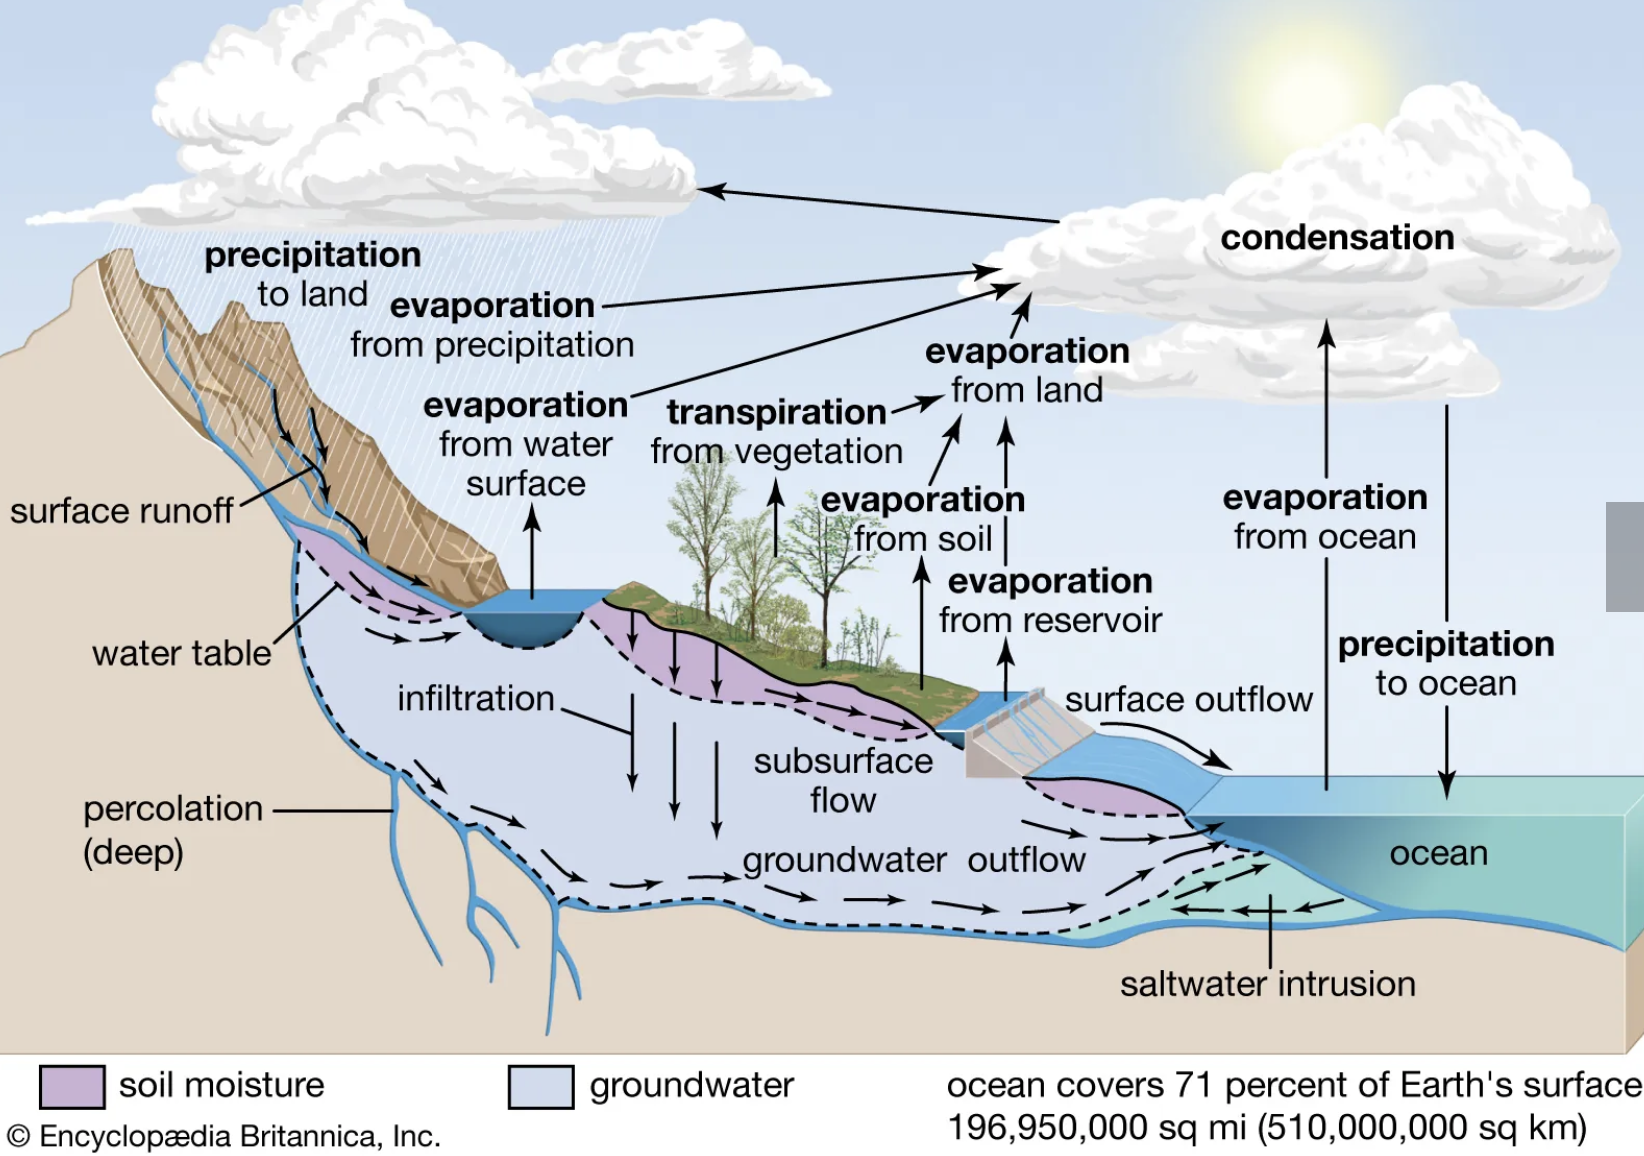 condensation
precipitation
to land
evaporation
from precipitation
evaporation
from land
evaporation
from water
surface
transpiration
from vegetation
surface runoff
evaporation
from soil
evaporation
from ocean
evaporation
from reservoir
water table
precipitation
to ocean
infiltration
surface outflow
subsurface
flow
percolation
(deep)
groundwater outflow
ocean
saltwater intrusion
soil moisture
groundwater
ocean covers 71 percent of Earth's surface
196,950,000 sq mi (510,000,000 sq km)
© Encyclopædia Britannica, Inc.